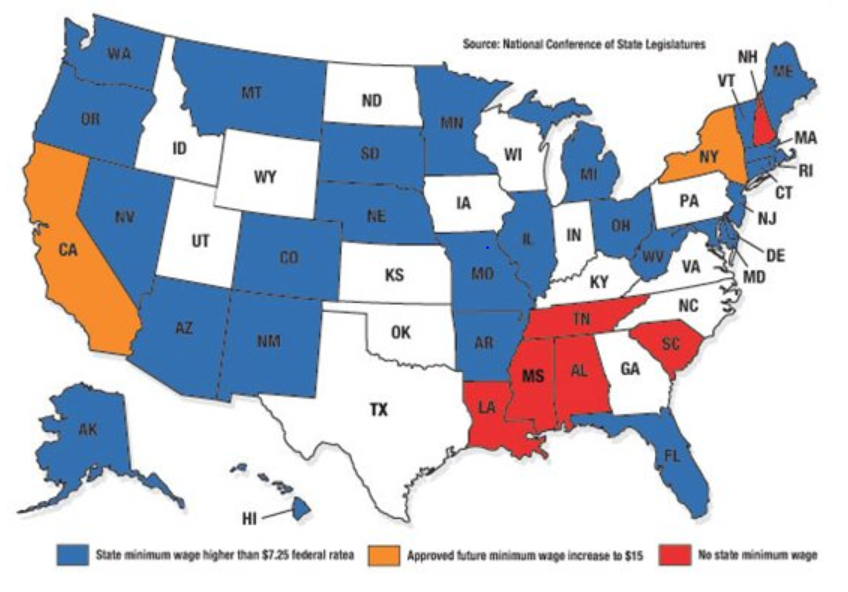 Source: National Conference of State Legislatures
WA
MT
ND
MN
NH
VT
ME
OR
ID
SD
WI
MI
NY
MA
RI
CT
WY
IA
PA
NJ
NV
NE
IL
IN
OH
DE
MD
CA
UT
CO
KS
MO
WV
VA
KY
AZ
NM
OK
AR
TN
NC
SC
MS
AL
GA
LA
TX
AK
HI
FL
State minimum wage higher than $7.25 federal ratea
Approved future minimum wage increase to $15
No state minimum wage